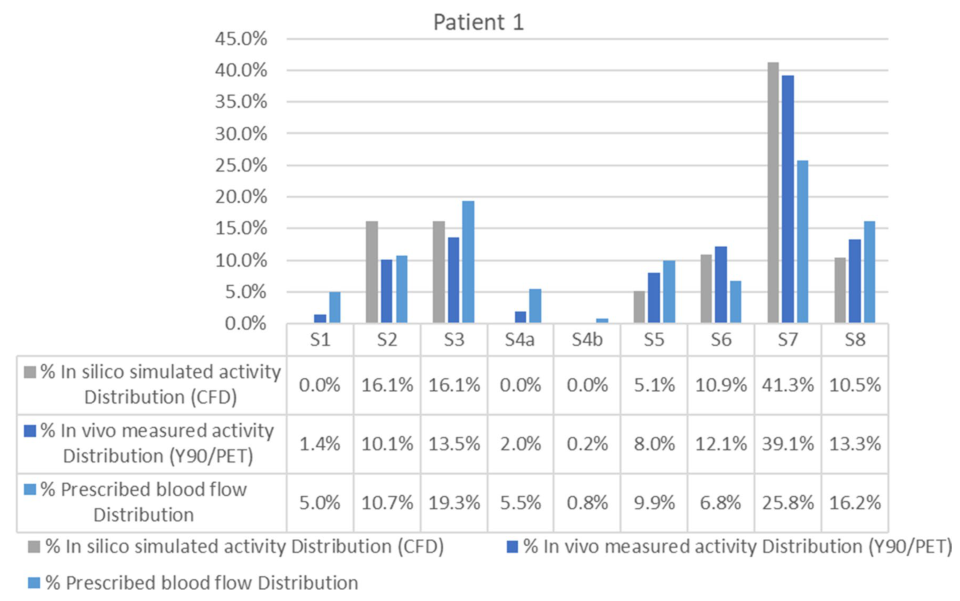 Patient 1
45.0%
40.0%
35.0%
30.0%
25.0%
20.0%
15.0%
10.0%
5.0%
0.0%
S1 S2 S3 S4a S4b S5 S6 S7 S8
% In silico simulated activity
Distribution (CFD)
0.0% 16.1% 16.1% 0.0% 0.0% 5.1% 10.9% 41.3% 10.5%
% In vivo measured activity
Distribution (Y90/PET)
1.4% 10.1% 13.5% 2.0% 0.2% 8.0% 12.1% 39.1% 13.3%
% Prescribed blood flow
Distribution
5.0% 10.7% 19.3% 5.5% 0.8% 9.9% 6.8% 25.8% 16.2%
% In silico simulated activity Distribution (CFD) % In vivo measured activity Distribution (Y90/PET)
% Prescribed blood flow Distribution